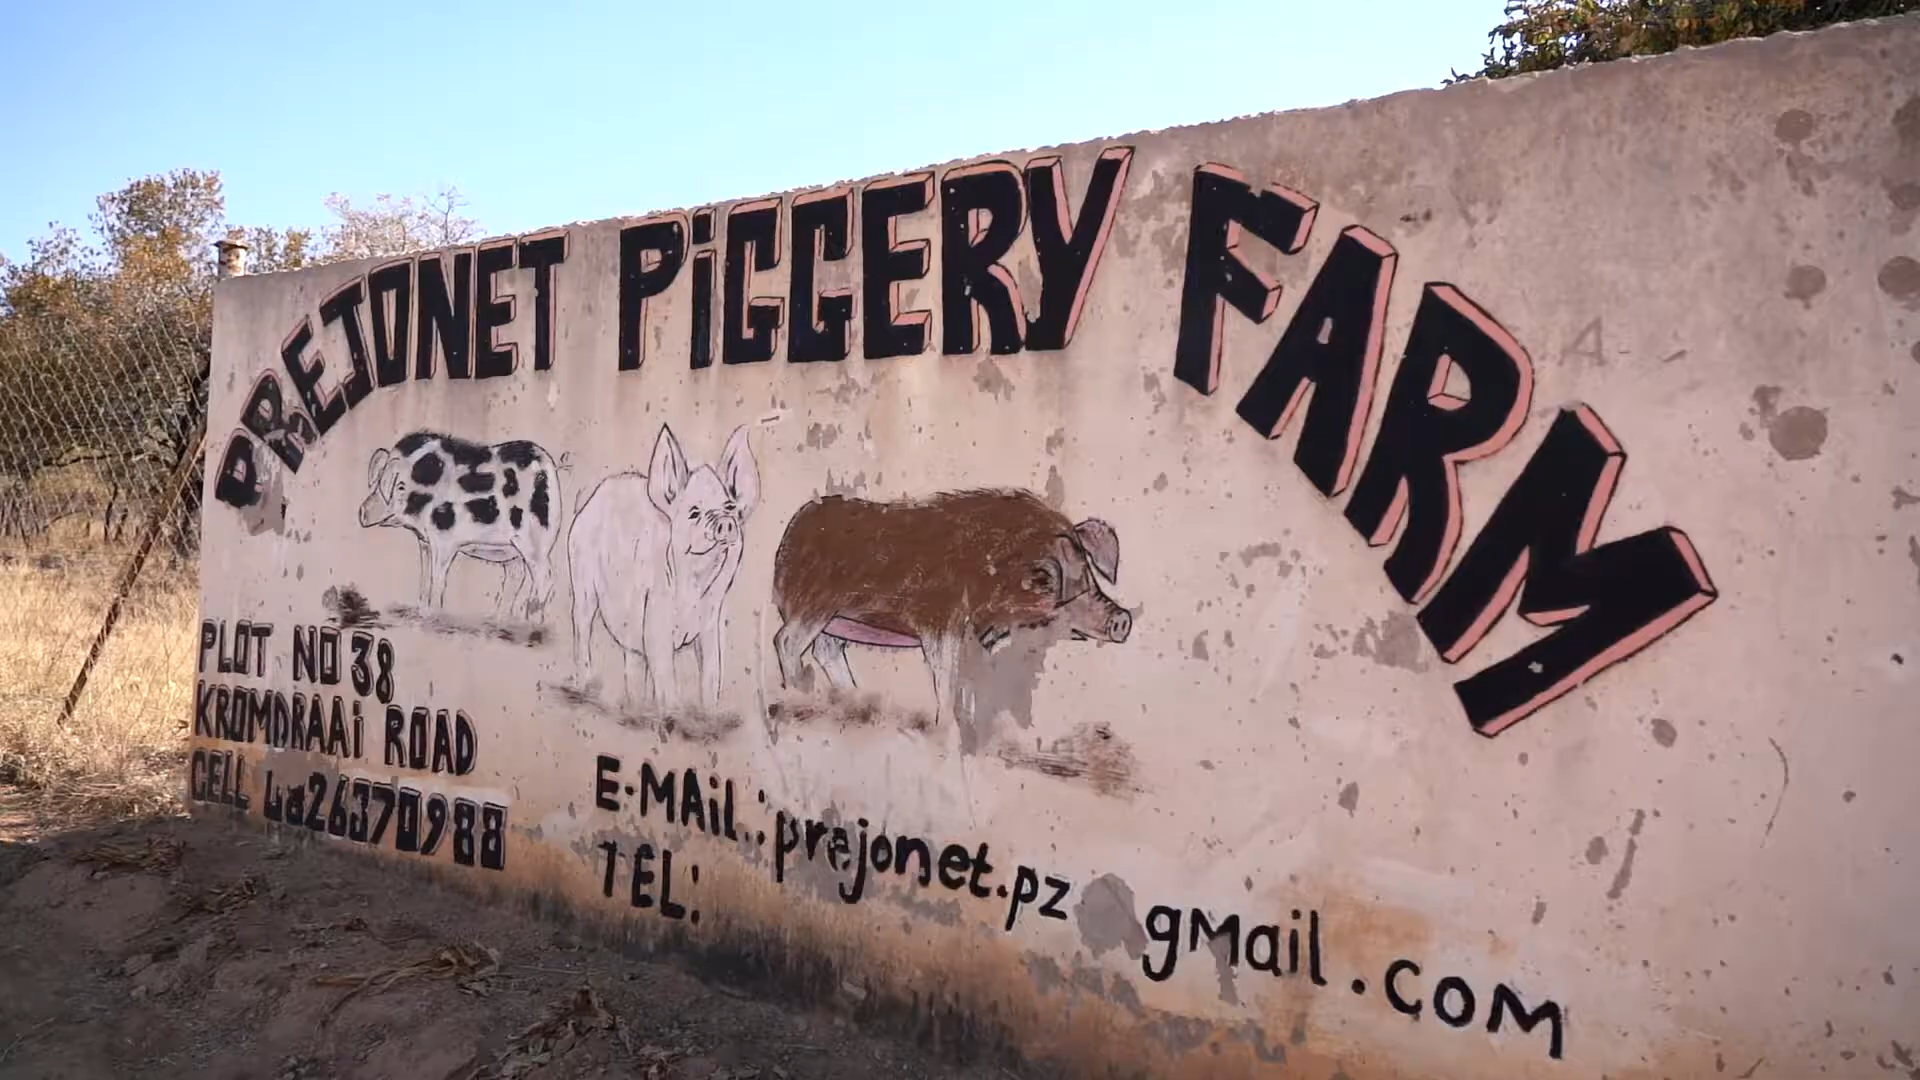 PREJONET PiGGERY FARM
PLOT NO 38
KROMDRAAi ROAD
CELL
E-MAiL: prejonet.pz gMail.COM
TEL: